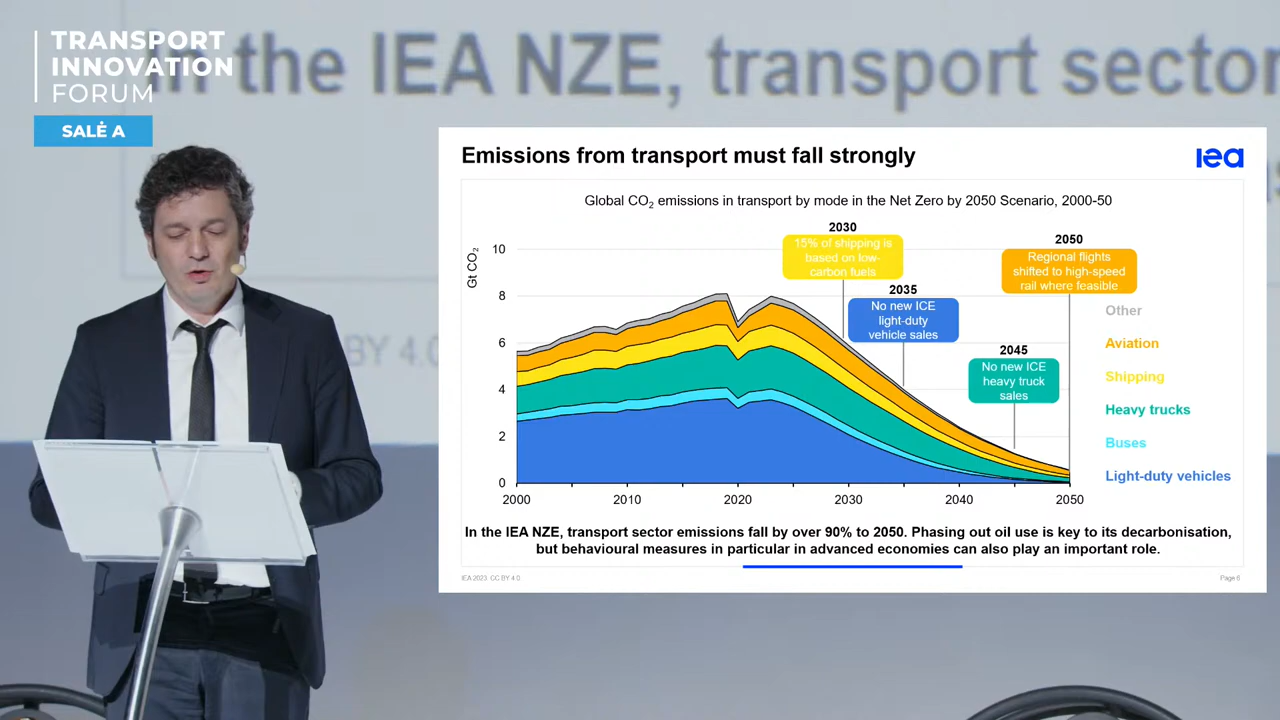 TRANSPORT
INNOVATION
FORUM
SALĖ A
In the IEA NZE, transport sector
BY 4.0
Emissions from transport must fall strongly
iea
Global CO₂ emissions in transport by mode in the Net Zero by 2050 Scenario, 2000-50
Gt CO₂
10
8
6
4
2
0
2000
2010
2020
2030
2040
2050
2030
15% of shipping is
based on low-
carbon fuels
2035
No new ICE
light-duty
vehicle sales
2045
No new ICE
heavy truck
sales
2050
Regional flights
shifted to high-speed
rail where feasible
Other
Aviation
Shipping
Heavy trucks
Buses
Light-duty vehicles
In the IEA NZE, transport sector emissions fall by over 90% to 2050. Phasing out oil use is key to its decarbonisation,
but behavioural measures in particular in advanced economies can also play an important role.
IEA 2023. CC BY 4.0.
Page 6